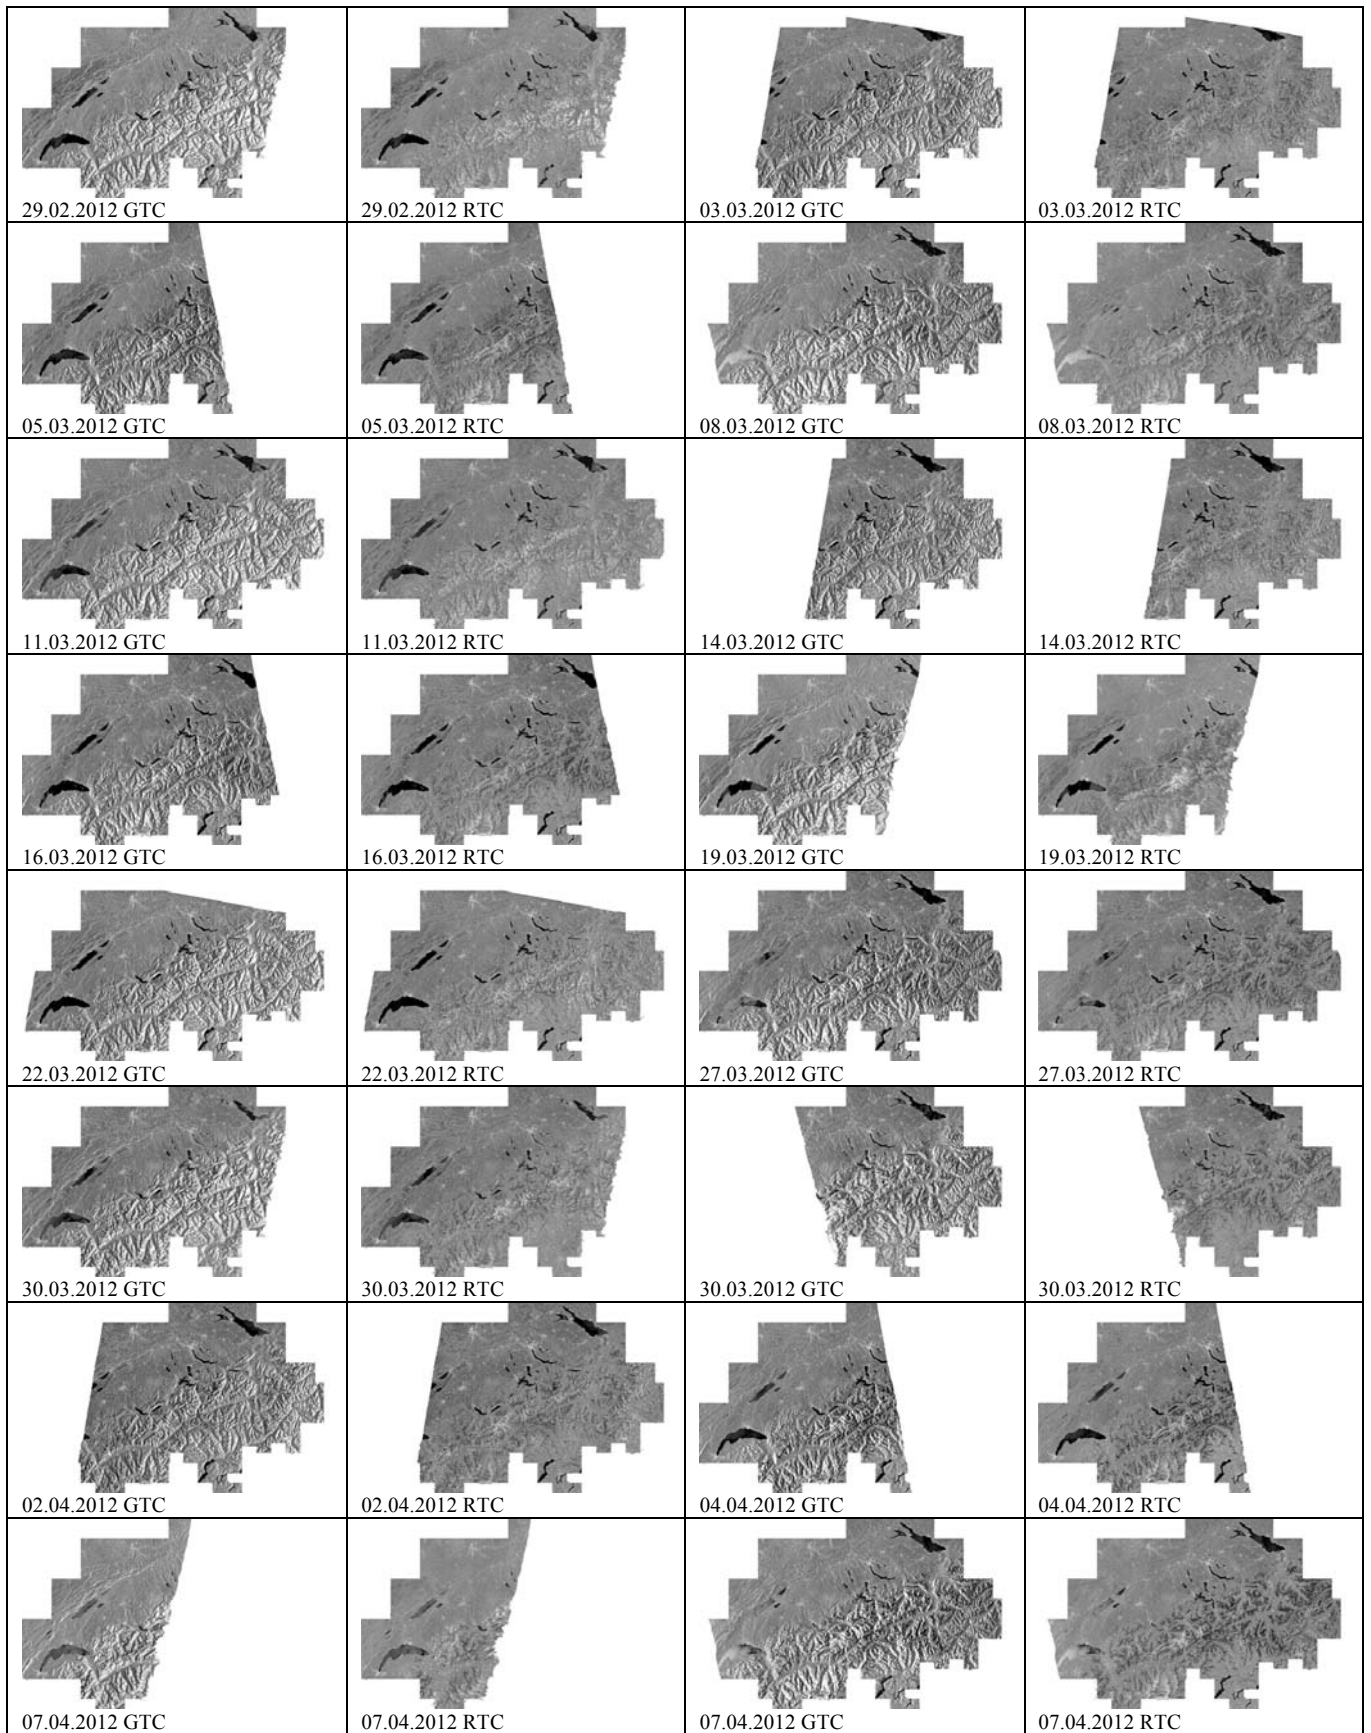 29.02.2012 GTC
29.02.2012 RTC
03.03.2012 GTC
03.03.2012 RTC
05.03.2012 GTC
05.03.2012 RTC
08.03.2012 GTC
08.03.2012 RTC
11.03.2012 GTC
11.03.2012 RTC
14.03.2012 GTC
14.03.2012 RTC
16.03.2012 GTC
16.03.2012 RTC
19.03.2012 GTC
19.03.2012 RTC
22.03.2012 GTC
22.03.2012 RTC
27.03.2012 GTC
27.03.2012 RTC
30.03.2012 GTC
30.03.2012 RTC
30.03.2012 GTC
30.03.2012 RTC
02.04.2012 GTC
02.04.2012 RTC
04.04.2012 GTC
04.04.2012 RTC
07.04.2012 GTC
07.04.2012 RTC
07.04.2012 GTC
07.04.2012 RTC